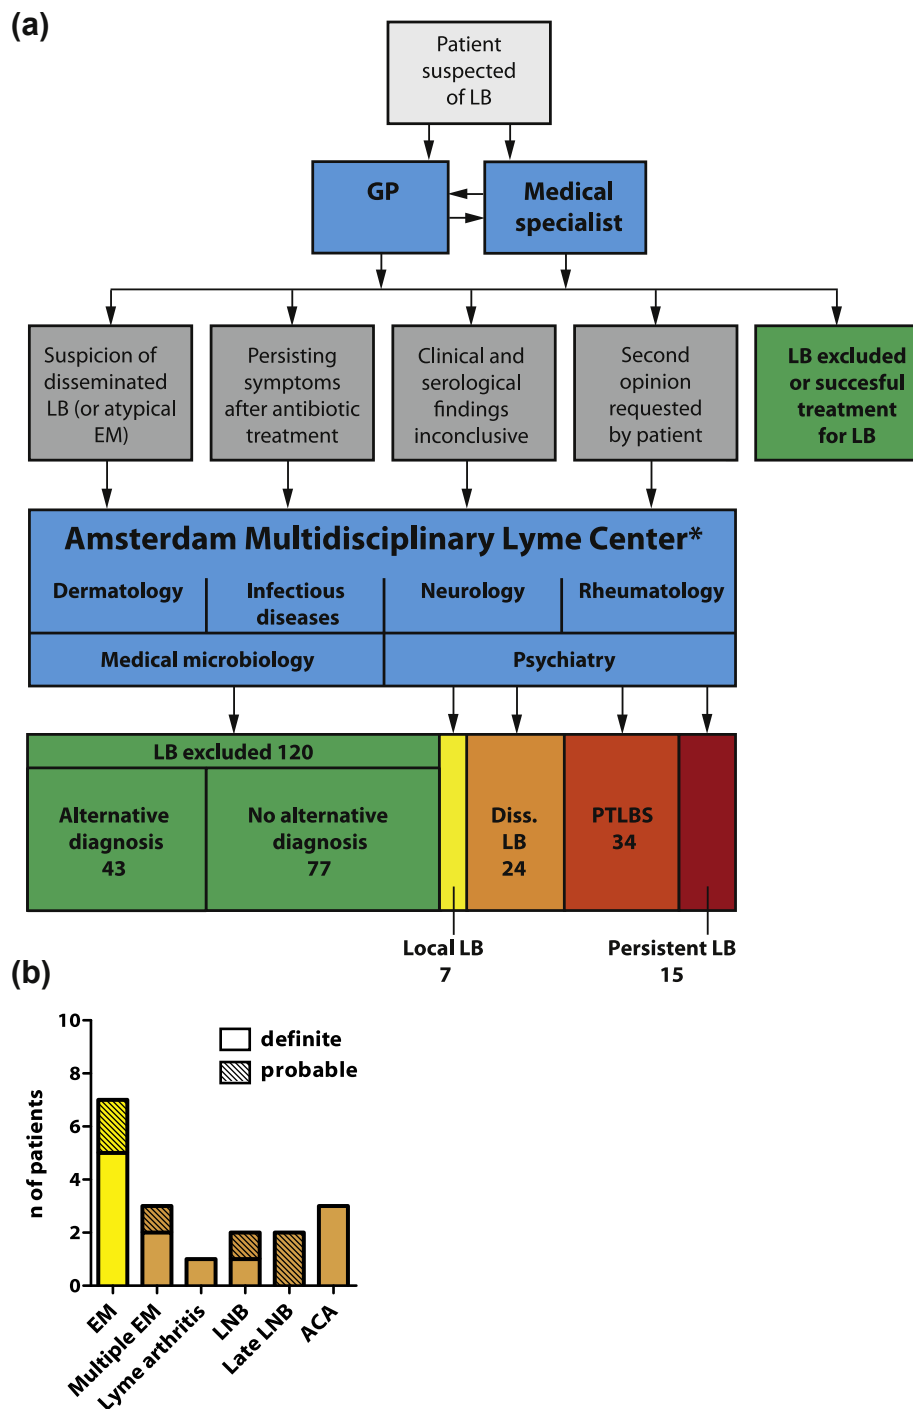 (a)
Patient
suspected
of LB
GP
Medical
specialist
Suspicion of
disseminated
LB (or atypical
EM)
Persisting
symptoms
after antibiotic
treatment
Clinical and
serological
findings
inconclusive
Second
opinion
requested
by patient
LB excluded
or succesful
treatment
for LB
Amsterdam Multidisciplinary Lyme Center*
Dermatology
Infectious
diseases
Neurology
Rheumatology
Medical microbiology
Psychiatry
LB excluded 120
Alternative
diagnosis
43
No alternative
diagnosis
77
Diss.
LB
24
PTLBS
34
Local LB
7
Persistent LB
15
(b)
n of patients
10
8
6
4
2
0
definite
probable
EM
Multiple EM
Lyme arthritis
LNB
Late LNB
ACA